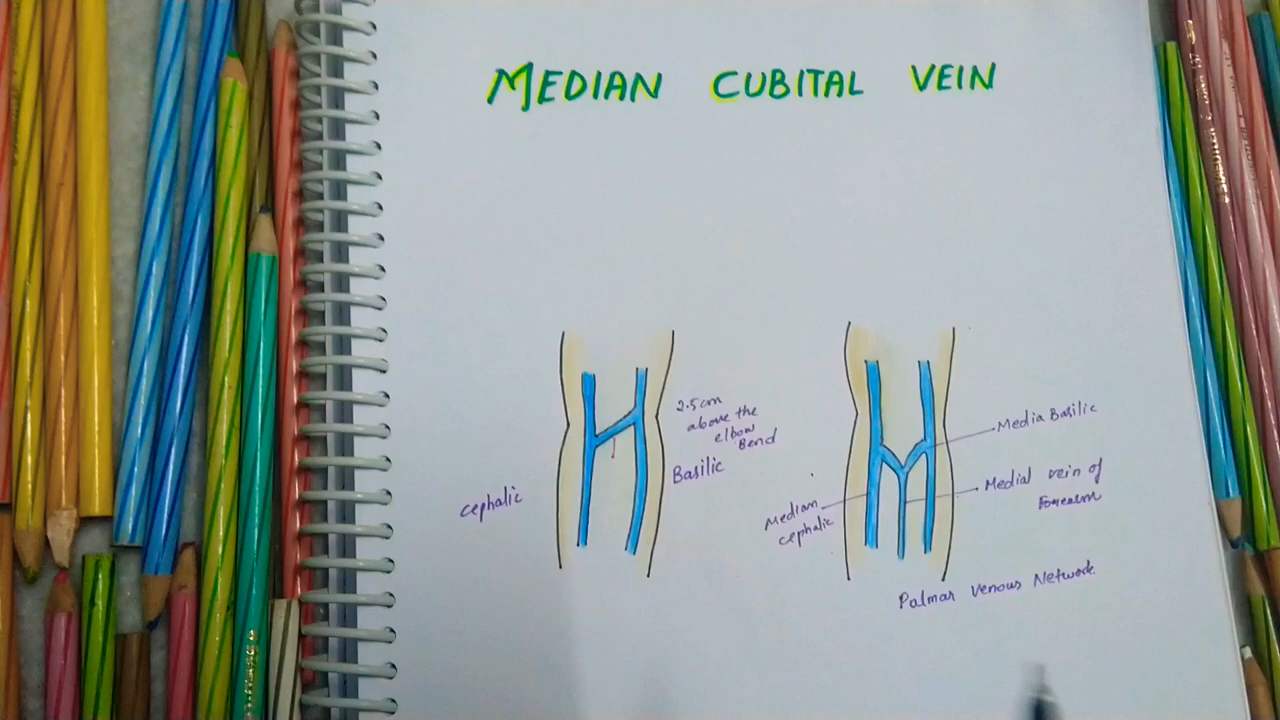 MEDIAN CUBITAL VEIN
2.5cm
above the
elbow
Bend
Basilic
cephalic
Media Basilic
Medial vein of
Forearm
Median
cephalic
Palmar Venous Network